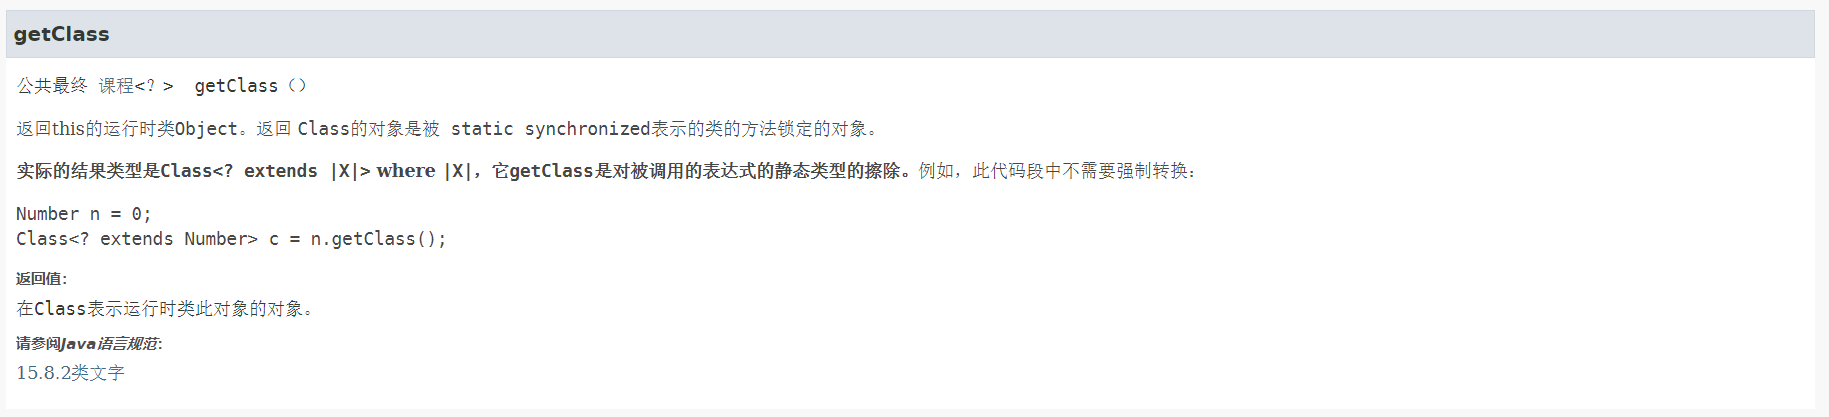 getClass
公共最终 课程<? > getClass（）
返回this的运行时类Object。返回 Class的对象是被 static synchronized表示的类的方法锁定的对象。
实际的结果类型是Class<? extends |X|> where |X|，它getClass是对被调用的表达式的静态类型的擦除。例如，此代码段中不需要强制转换：
Number n = 0;
Class<? extends Number> c = n.getClass();
返回值：
在Class表示运行时类此对象的对象。
请参阅Java语言规范：
15.8.2类文字